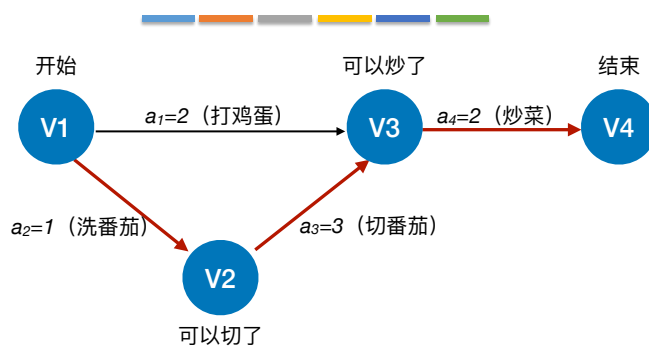 开始
可以炒了
结束
V1
a1=2（打鸡蛋）
V3
a4=2（炒菜）
V4
a2=1（洗番茄）
a3=3（切番茄）
V2
可以切了